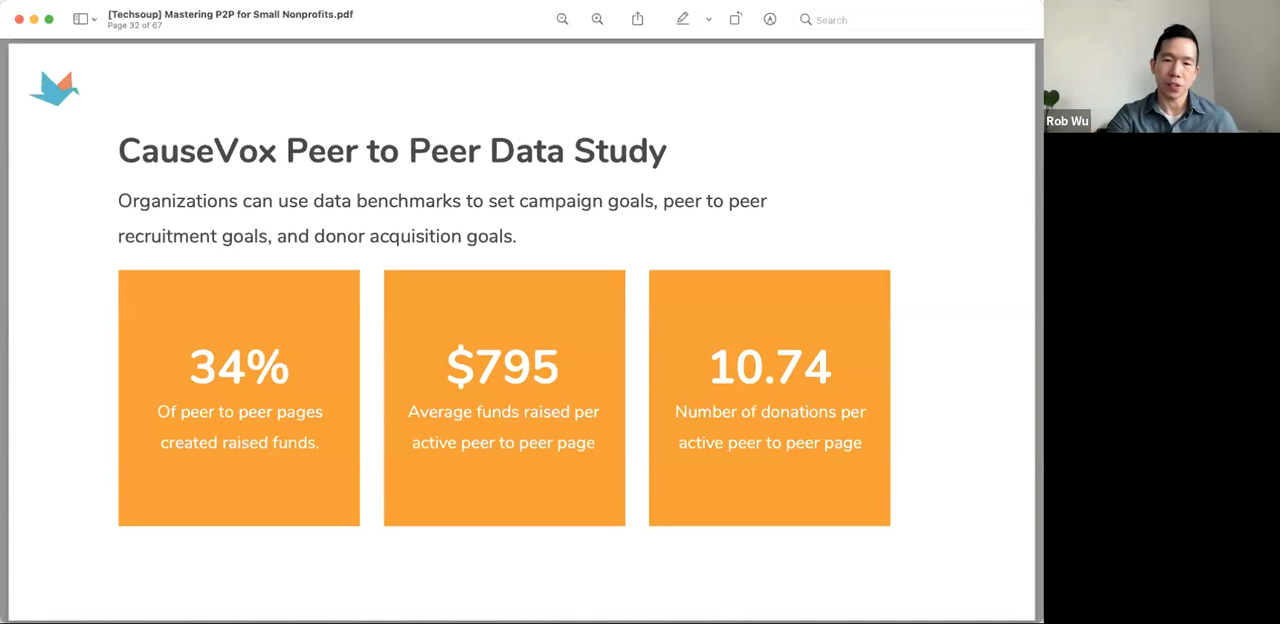 [Techsoup] Mastering P2P for Small Nonprofits.pdf
Page 32 of 67
Search
Rob Wu
CauseVox Peer to Peer Data Study
Organizations can use data benchmarks to set campaign goals, peer to peer
recruitment goals, and donor acquisition goals.
34%
Of peer to peer pages
created raised funds.
$795
Average funds raised per
active peer to peer page
10.74
Number of donations per
active peer to peer page